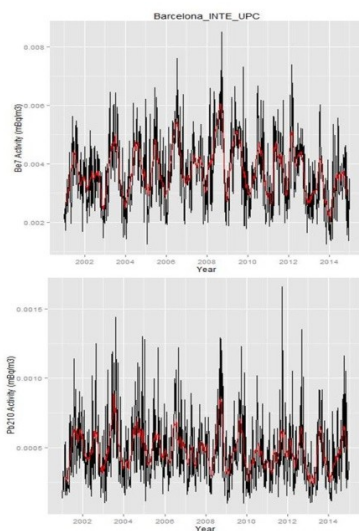 Barcelona_INTE_UPC
0.008
0.006
0.004
0.002
Be7 Activity (mBq/m3)
2002 2004 2006 2008 2010 2012 2014
Year
0.0015
0.0010
0.0005
Pb210 Activity (mBq/m3)
2002 2004 2006 2008 2010 2012 2014
Year